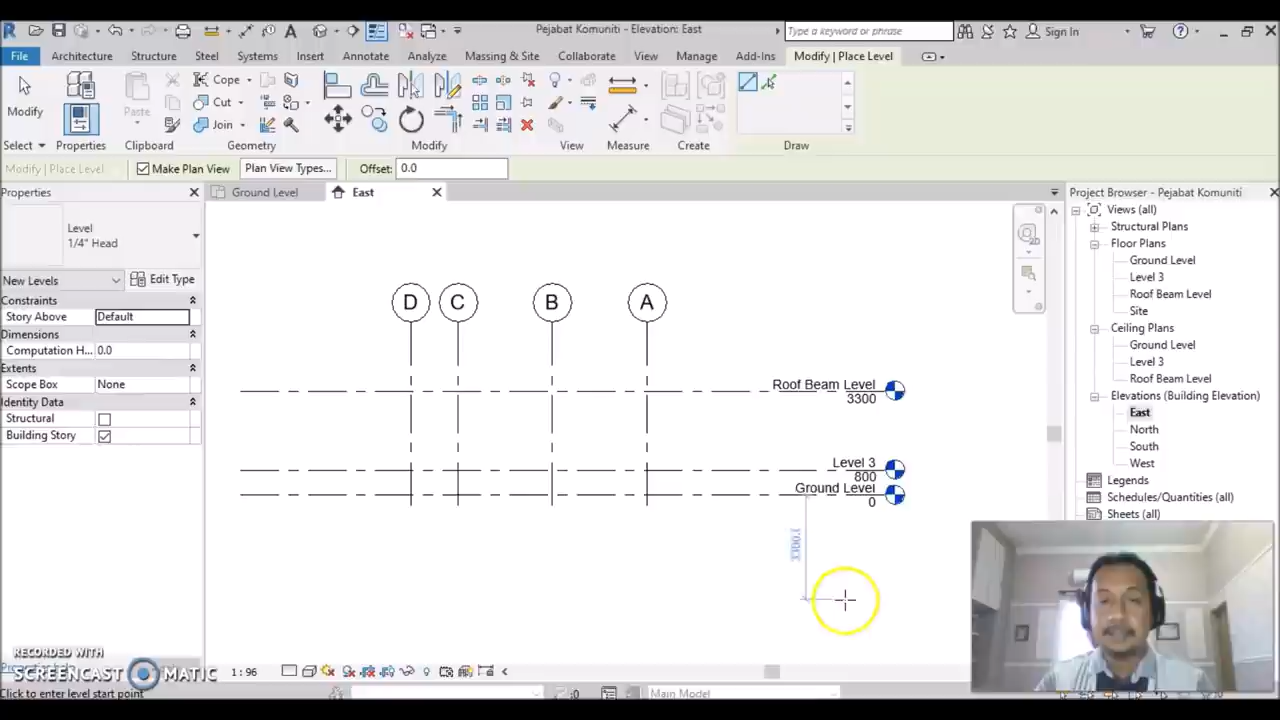 Pejabat Komuniti - Elevation: East
Type a keyword or phrase
Sign In
File Architecture Structure Steel Systems Insert Annotate Analyze Massing & Site Collaborate View Manage Add-Ins Modify | Place Level
Modify
Paste
Cope
Cut
Join
Select Properties Clipboard Geometry Modify View Measure Create Draw
Modify | Place Level Make Plan View Plan View Types... Offset: 0.0
Properties
Ground Level
East
Project Browser - Pejabat Komuniti
Level
1/4" Head
New Levels Edit Type
Constraints
Story Above Default
Dimensions
Computation H... 0.0
Extents
Scope Box None
Identity Data
Structural
Building Story
2D
D C B A
Roof Beam Level
3300
Level 3
800
Ground Level
0
Views (all)
Structural Plans
Floor Plans
Ground Level
Level 3
Roof Beam Level
Site
Ceiling Plans
Ground Level
Level 3
Roof Beam Level
Elevations (Building Elevation)
East
North
South
West
Legends
Schedules/Quantities (all)
Sheets (all)
RECORDED WITH
SCREENCAST MATIC
1 : 96
Click to enter level start point
:0
Main Model